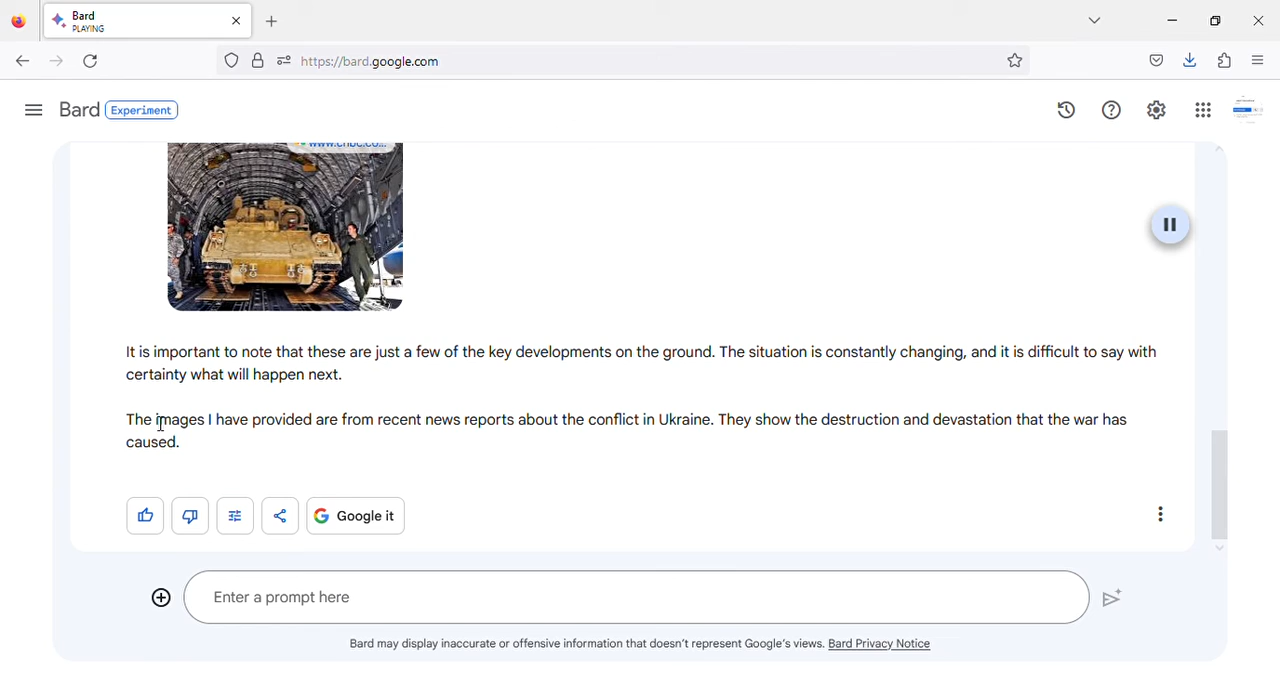 Bard
PLAYING
https://bard.google.com
Bard Experiment
www.cnbc.co...
It is important to note that these are just a few of the key developments on the ground. The situation is constantly changing, and it is difficult to say with
certainty what will happen next.
The images I have provided are from recent news reports about the conflict in Ukraine. They show the destruction and devastation that the war has
caused.
Google it
Enter a prompt here
Bard may display inaccurate or offensive information that doesn't represent Google's views. Bard Privacy Notice